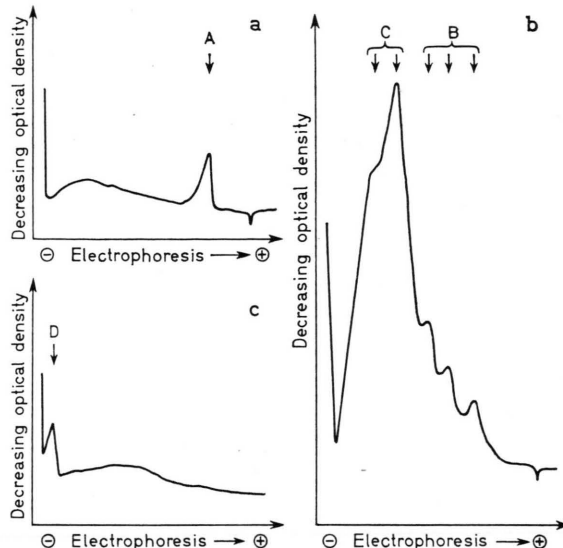 a
A
Decreasing optical density
⊖ Electrophoresis → ⊕
c
D
Decreasing optical density
⊖ Electrophoresis → ⊕
b
C B
Decreasing optical density
⊖ Electrophoresis → ⊕